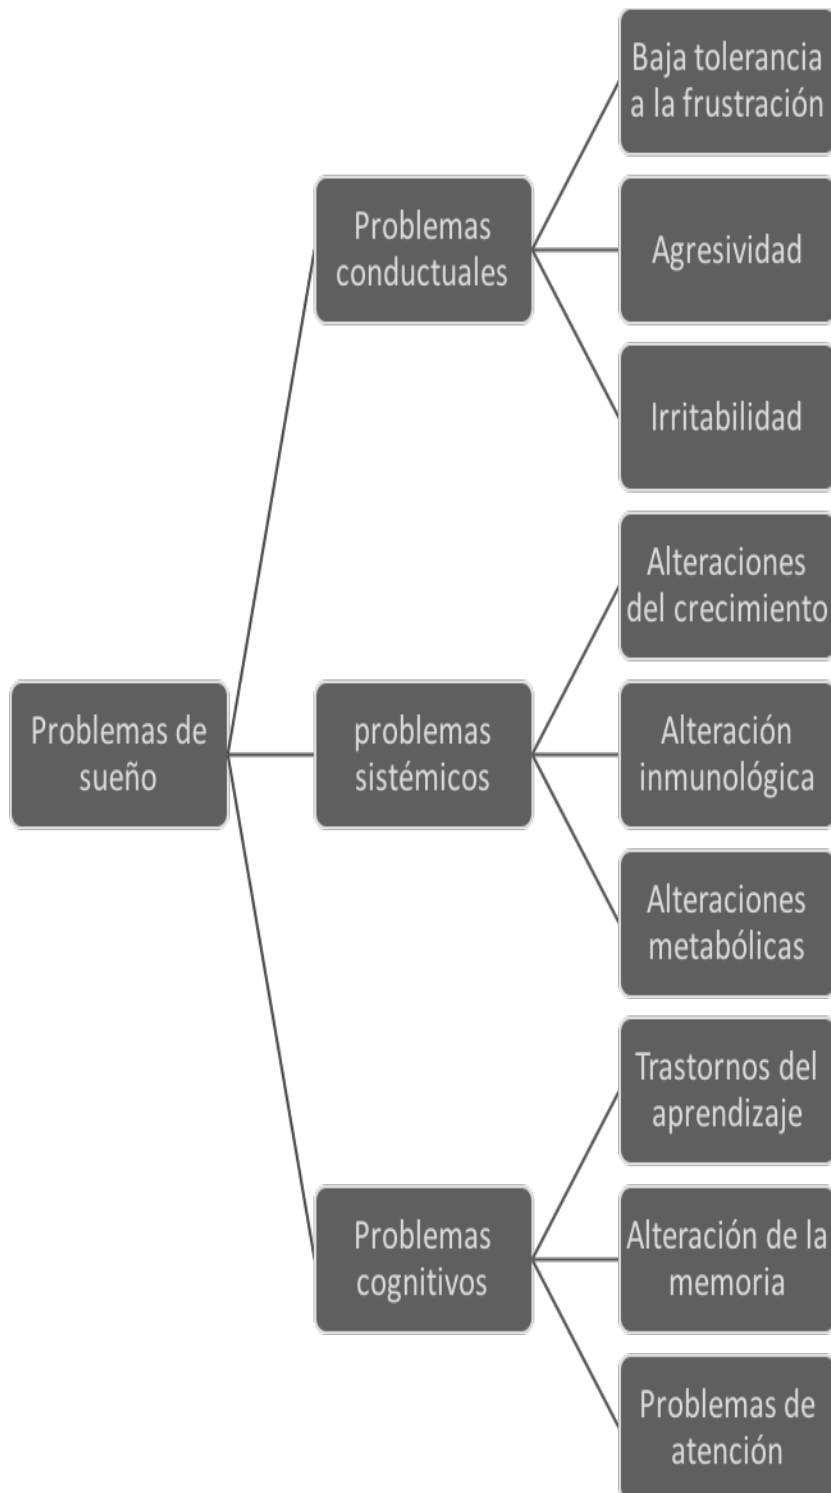 Problemas de
sueño
Problemas
conductuales
Baja tolerancia
a la frustración
Agresividad
Irritabilidad
problemas
sistémicos
Alteraciones
del crecimiento
Alteración
inmunológica
Alteraciones
metabólicas
Problemas
cognitivos
Trastornos del
aprendizaje
Alteración de la
memoria
Problemas de
atención